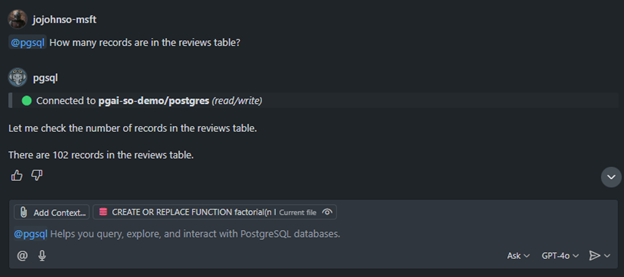 jojohnso-msft
@pgsql How many records are in the reviews table?
pgsql
Connected to pgai-so-demo/postgres (read/write)
Let me check the number of records in the reviews table.
There are 102 records in the reviews table.
Add Context... CREATE OR REPLACE FUNCTION factorial(n I Current file
@pgsql Helps you query, explore, and interact with PostgreSQL databases.
@ Ask GPT-4o